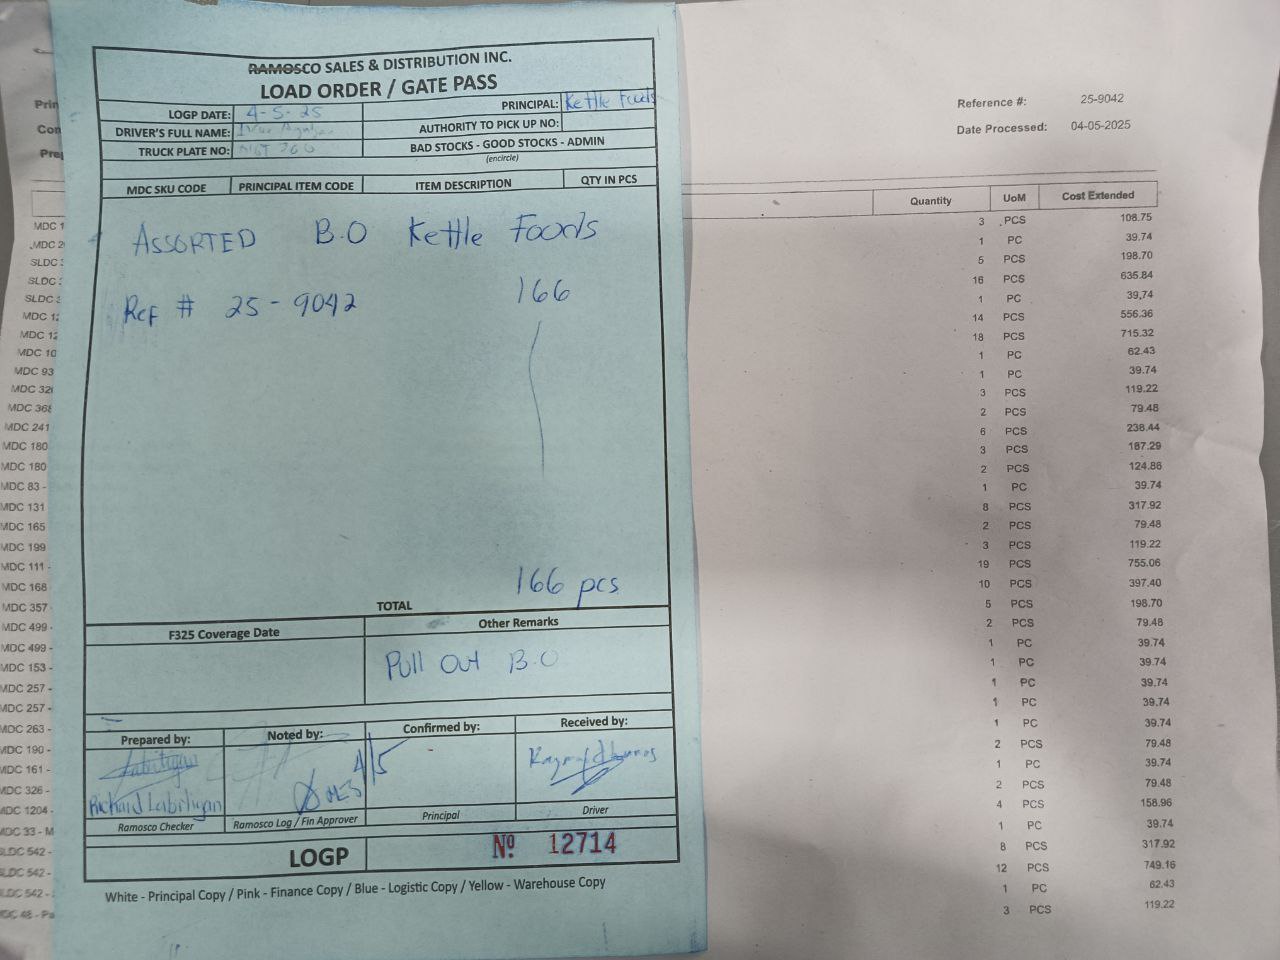 RAMOSCO SALES & DISTRIBUTION INC.
LOAD ORDER / GATE PASS
LOGP DATE: 4-5-25
PRINCIPAL: Kettle Foods
DRIVER'S FULL NAME:
AUTHORITY TO PICK UP NO:
TRUCK PLATE NO:
BAD STOCKS - GOOD STOCKS - ADMIN
(encircle)
MDC SKU CODE PRINCIPAL ITEM CODE ITEM DESCRIPTION QTY IN PCS
ASSORTED B.O Kettle Foods
Ref # 25-9042 166
166 pcs
TOTAL
F325 Coverage Date Other Remarks
Pull Out B.O
Prepared by: Noted by: Confirmed by: Received by:
4/5
Richard Labitigan
Ramosco Checker Ramosco Log / Fin Approver Principal Driver
LOGP Nº 12714
White - Principal Copy / Pink - Finance Copy / Blue - Logistic Copy / Yellow - Warehouse Copy
Reference #: 25-9042
Date Processed: 04-05-2025
Quantity UoM Cost Extended
3 PCS 108.75
1 PC 39.74
5 PCS 198.70
16 PCS 635.84
1 PC 39.74
14 PCS 556.36
18 PCS 715.32
1 PC 62.43
1 PC 39.74
3 PCS 119.22
2 PCS 79.48
6 PCS 238.44
3 PCS 187.29
2 PCS 124.86
1 PC 39.74
8 PCS 317.92
2 PCS 79.48
3 PCS 119.22
19 PCS 755.06
10 PCS 397.40
5 PCS 198.70
2 PCS 79.48
1 PC 39.74
1 PC 39.74
1 PC 39.74
1 PC 39.74
1 PC 39.74
2 PCS 79.48
1 PC 39.74
2 PCS 79.48
4 PCS 158.96
1 PC 39.74
8 PCS 317.92
12 PCS 749.16
1 PC 62.43
3 PCS 119.22
Prin
Con
Pre
MDC 1
MDC 2
SLDC
SLDC
SLDC
MDC 12
MDC 12
MDC 10
MDC 93
MDC 326
MDC 368
MDC 241
MDC 180
MDC 180
MDC 83 -
MDC 131
MDC 165
MDC 199
MDC 111 -
MDC 168
MDC 357
MDC 499 -
MDC 499 -
MDC 153
MDC 257 -
MDC 257 -
MDC 263 -
MDC 190 -
MDC 161 -
MDC 326 -
MDC 1204 -
MDC 33 - M
SLDC 542 -
SLDC 542 -
SLDC 542 -
MDC 48 - Pa